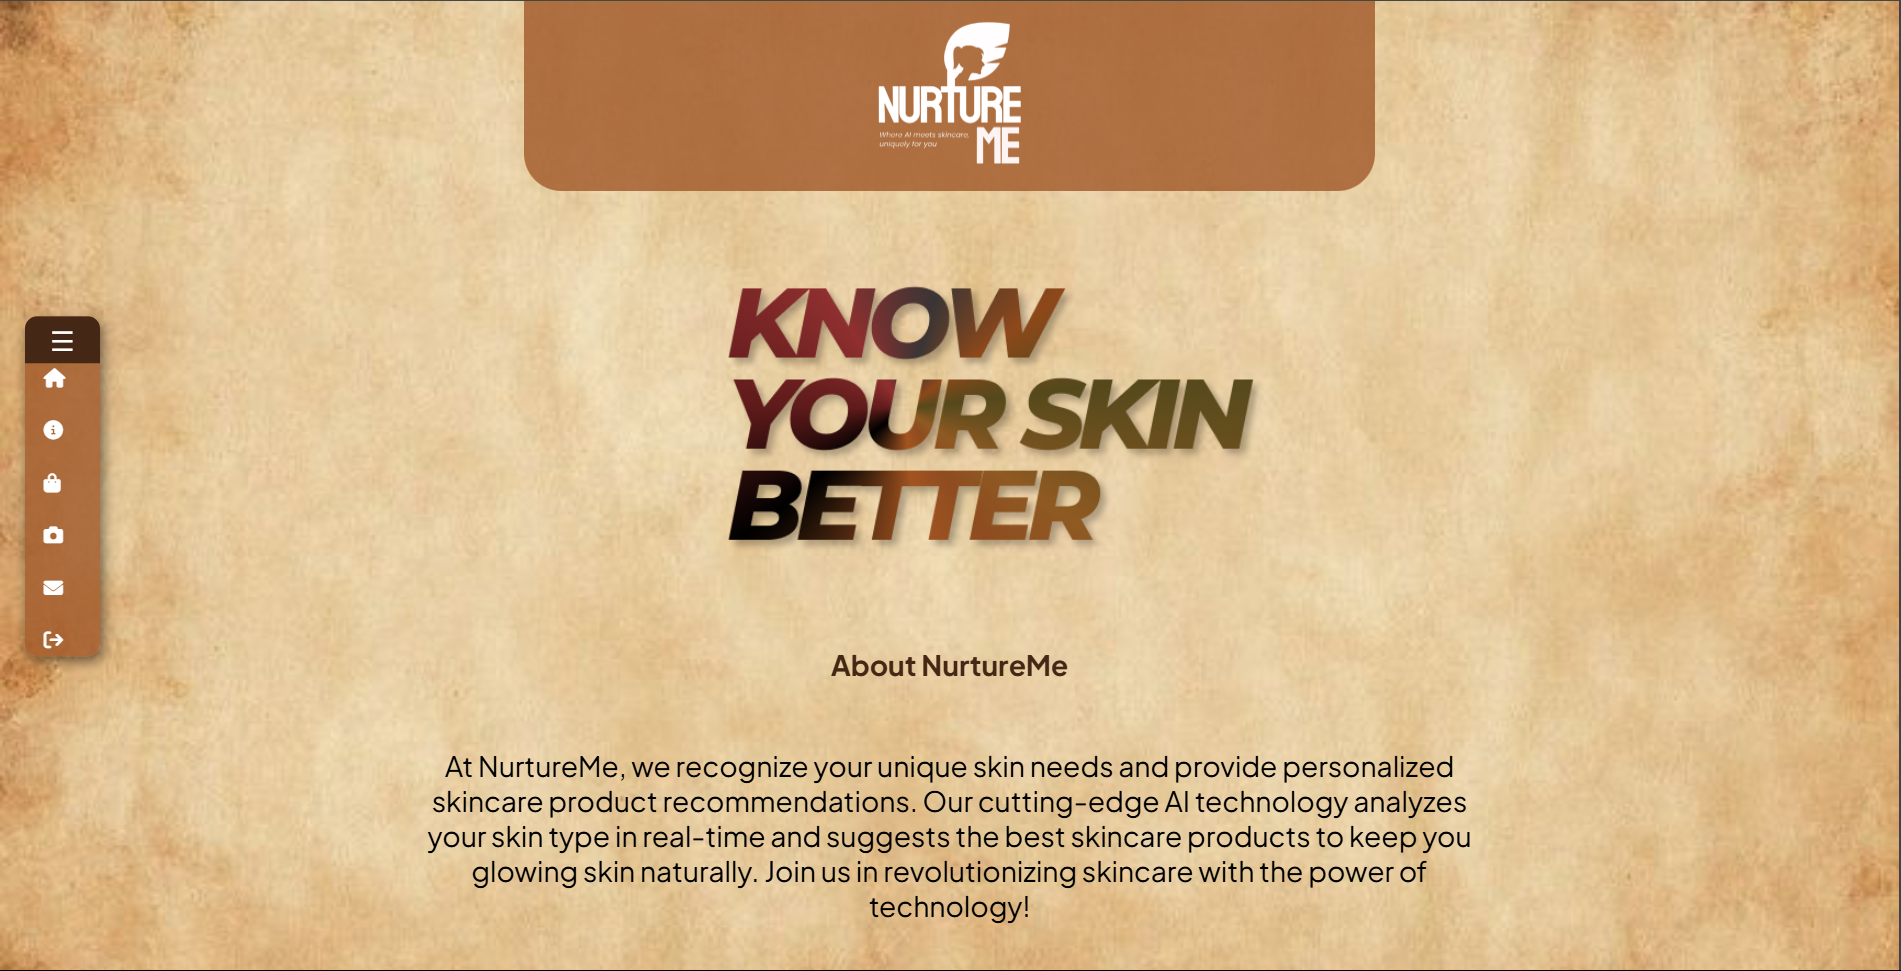 NURTURE
ME
Where AI meets skincare,
uniquely for you
KNOW
YOUR SKIN
BETTER
About NurtureMe
At NurtureMe, we recognize your unique skin needs and provide personalized
skincare product recommendations. Our cutting-edge AI technology analyzes
your skin type in real-time and suggests the best skincare products to keep you
glowing skin naturally. Join us in revolutionizing skincare with the power of
technology!